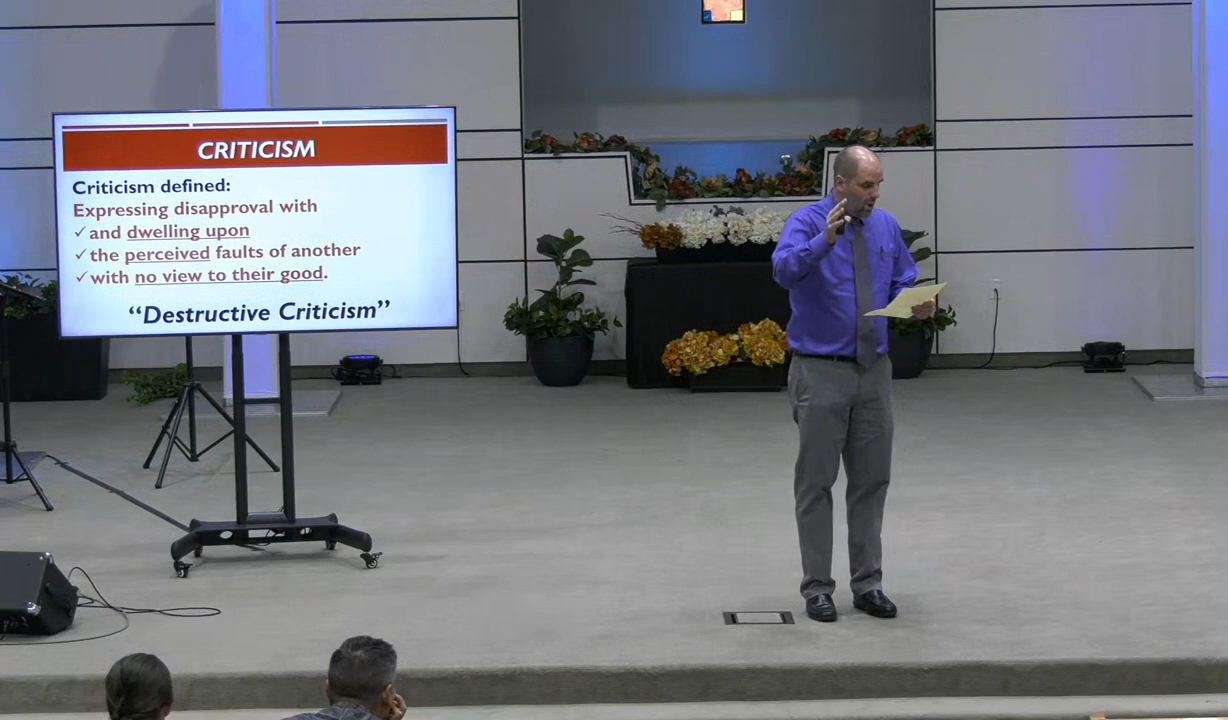 CRITICISM
Criticism defined:
Expressing disapproval with
✓ and dwelling upon
✓ the perceived faults of another
✓ with no view to their good.
“Destructive Criticism”